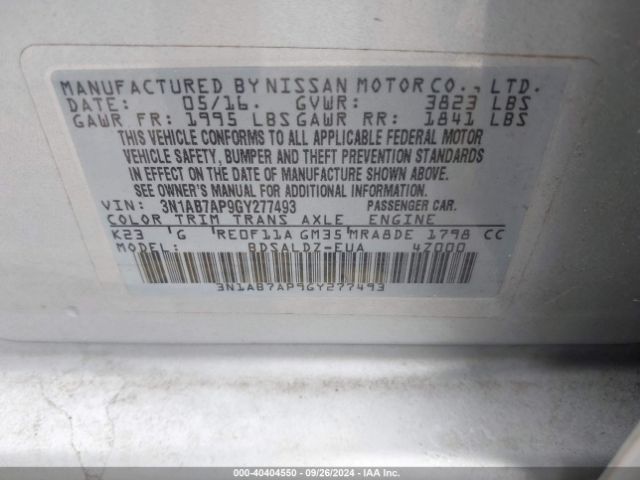 MANUFACTURED BY NISSAN MOTOR CO., LTD.
DATE: 05/16. GVWR: 3823 LBS
GAWR FR: 1995 LBS GAWR RR: 1841 LBS
THIS VEHICLE CONFORMS TO ALL APPLICABLE FEDERAL MOTOR
VEHICLE SAFETY, BUMPER AND THEFT PREVENTION STANDARDS
IN EFFECT ON THE DATE OF MANUFACTURE SHOWN ABOVE.
SEE OWNER'S MANUAL FOR ADDITIONAL INFORMATION.
VIN: 3N1AB7AP9GY277493 PASSENGER CAR.
COLOR TRIM TRANS AXLE ENGINE
K23 G RE0F11A GM35 MRA8DE 1798 CC
MODEL: BDSALDZ-EUA 4Z000
3N1AB7AP9GY277493
000-40404550 - 09/26/2024 - IAA Inc.